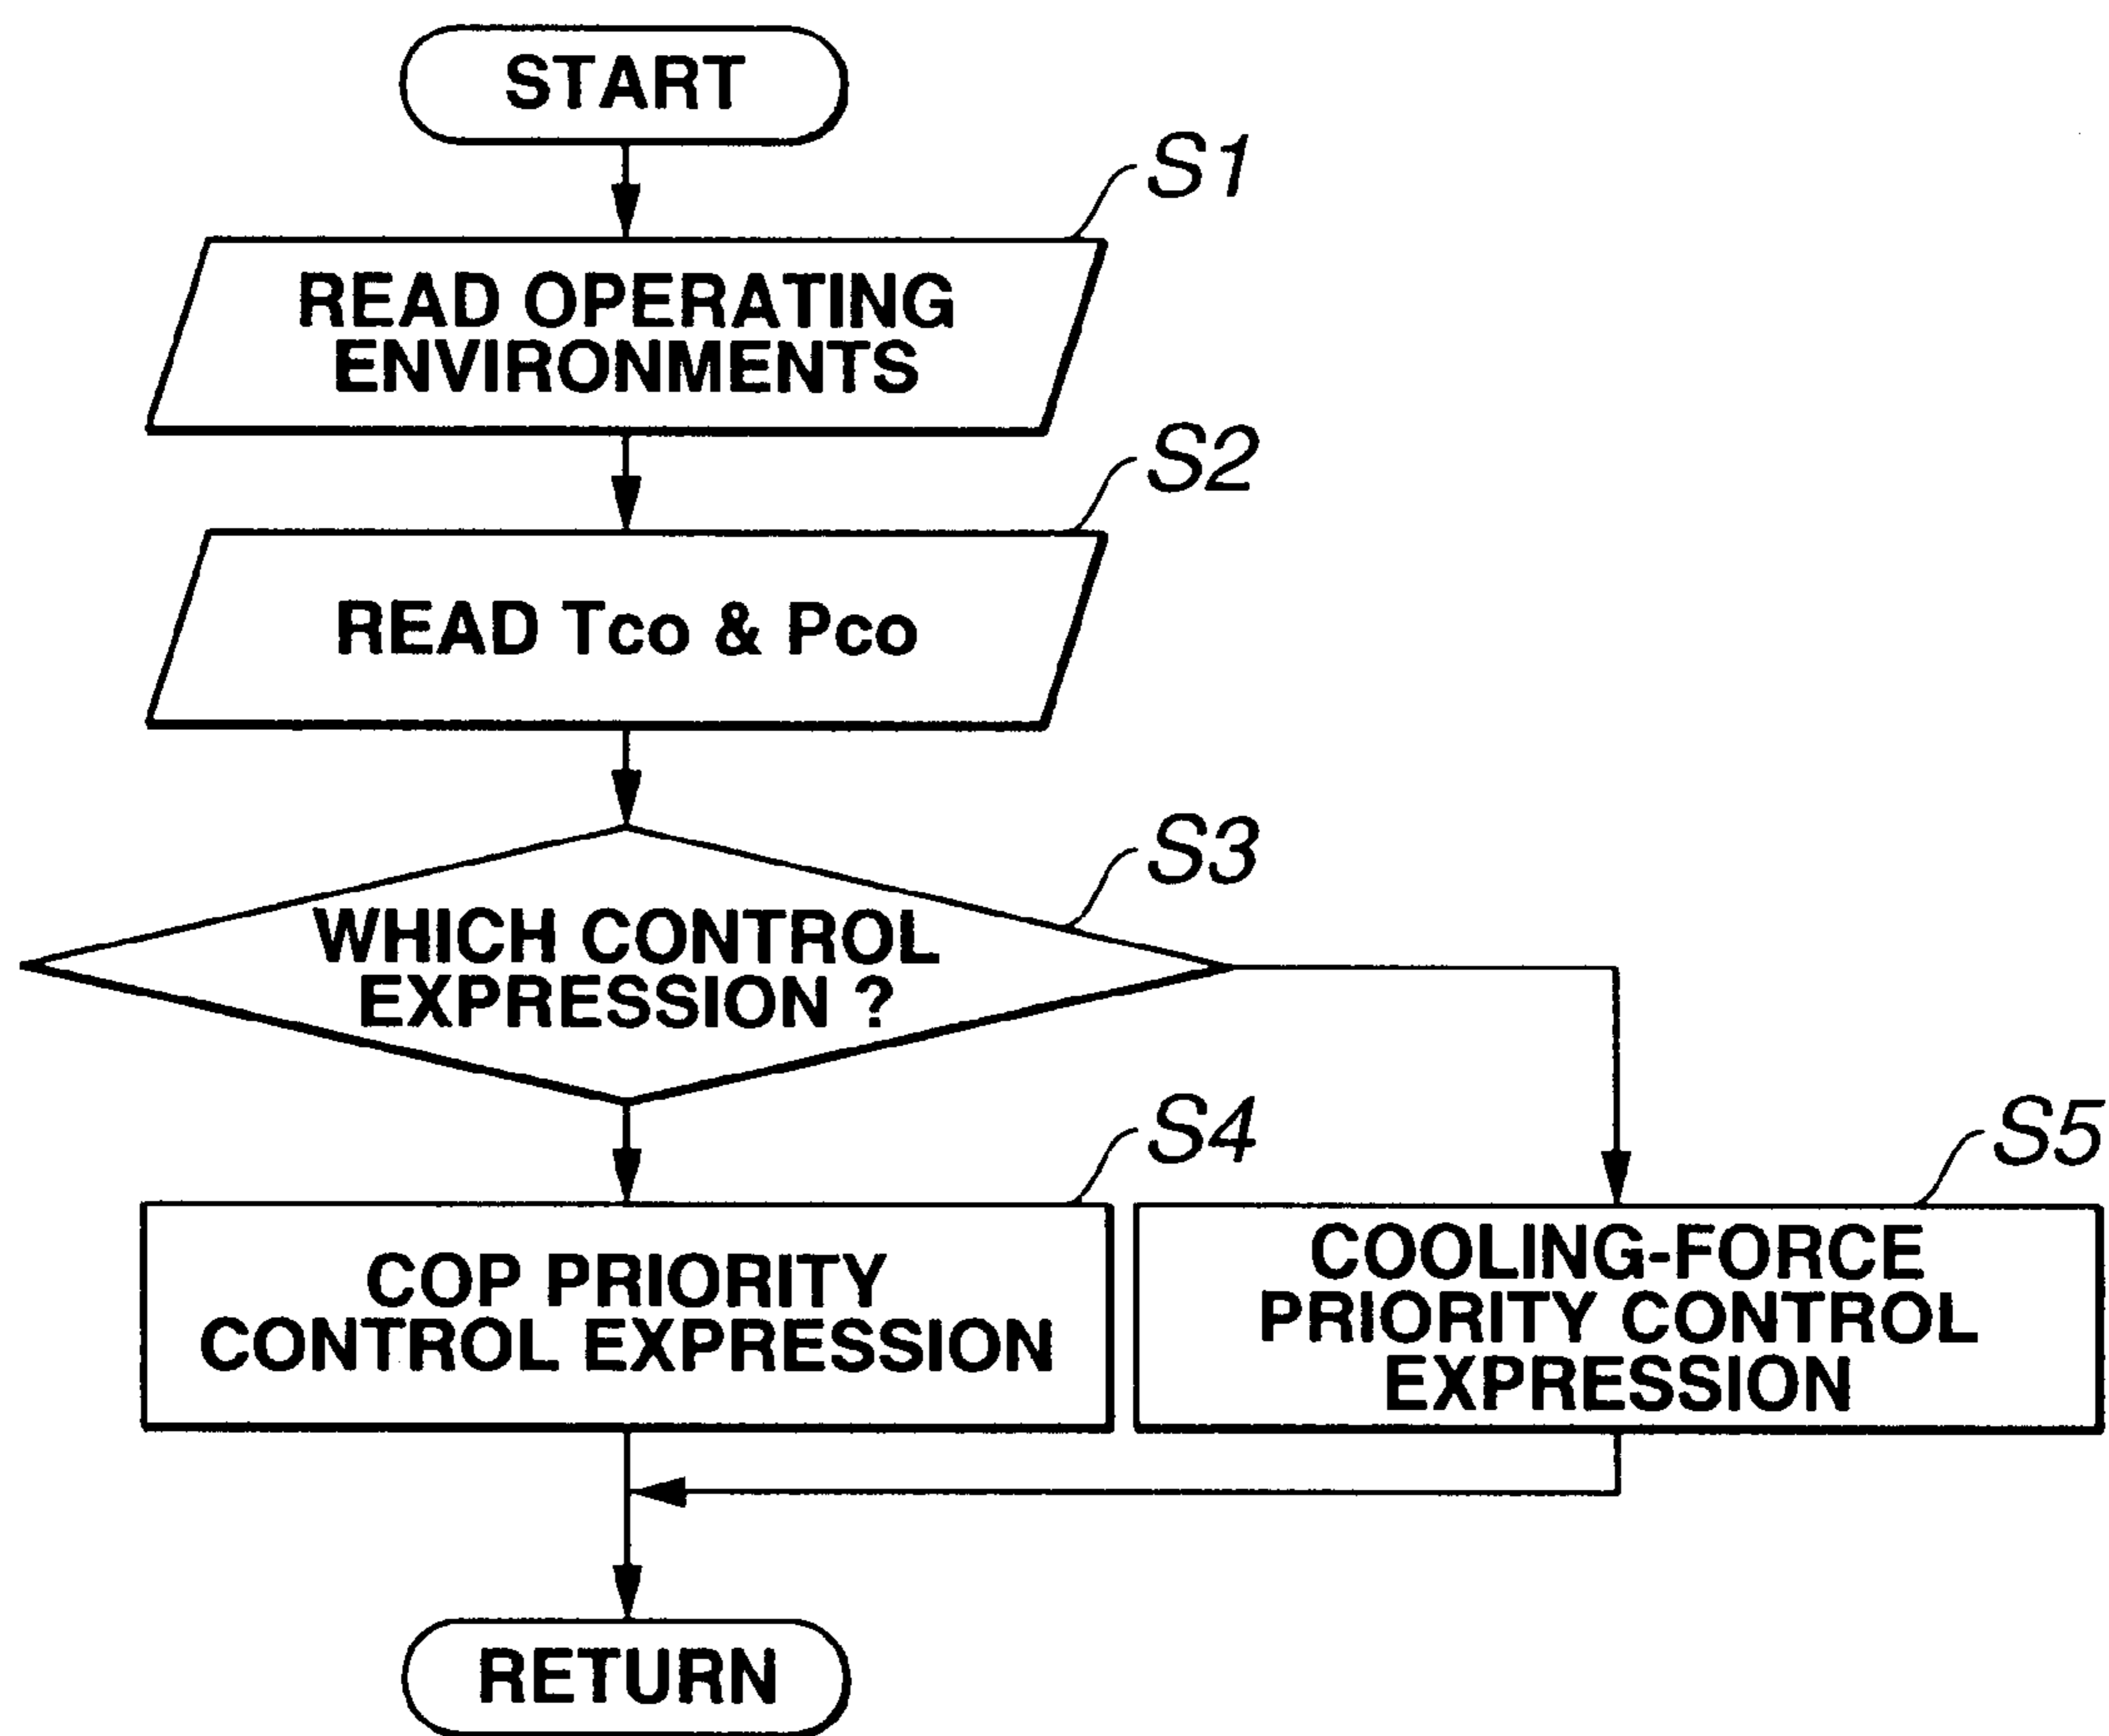 START
S1
READ OPERATING
ENVIRONMENTS
S2
READ Tco & Pco
S3
WHICH CONTROL
EXPRESSION ?
S4
COP PRIORITY
CONTROL EXPRESSION
S5
COOLING-FORCE
PRIORITY CONTROL
EXPRESSION
RETURN